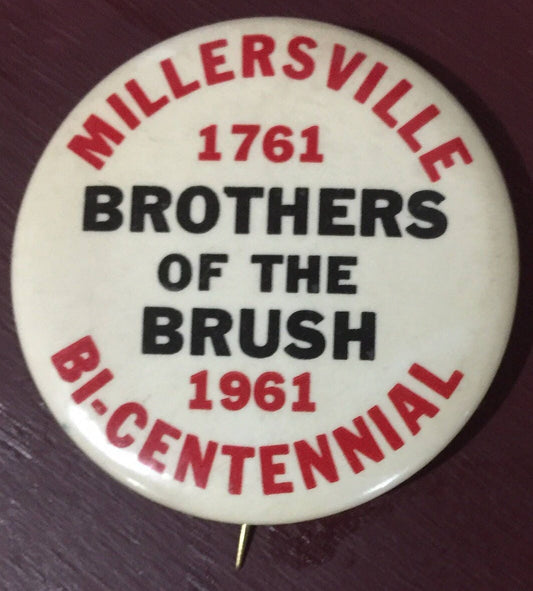 MILLERSVILLE
1761
BROTHERS
OF THE
BRUSH
1961
BI-CENTENNIAL